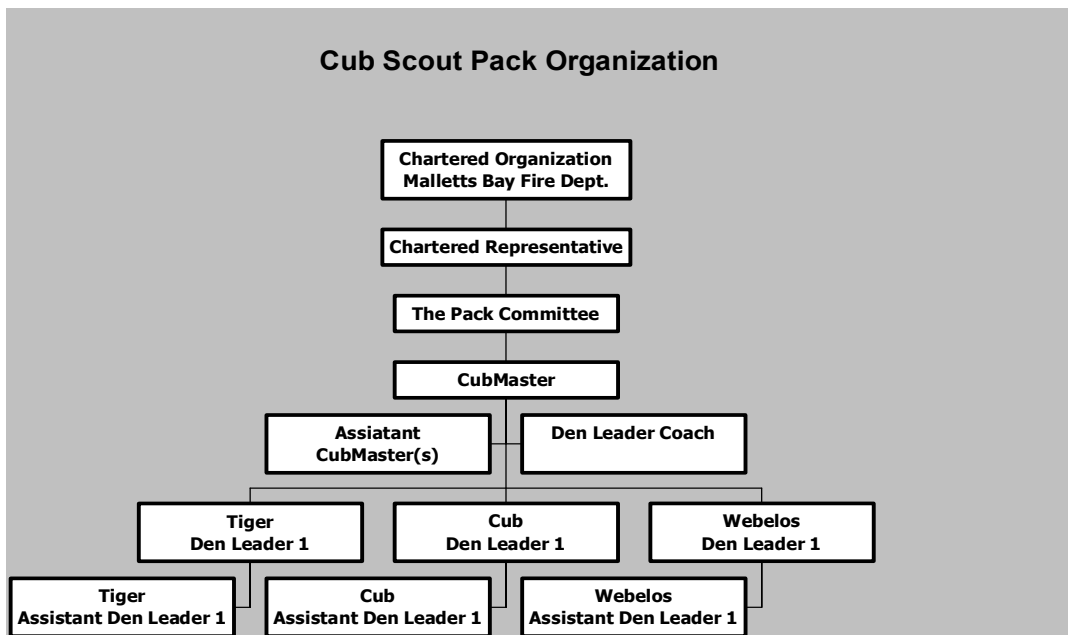 Cub Scout Pack Organization
Chartered Organization
Malletts Bay Fire Dept.
Chartered Representative
The Pack Committee
CubMaster
Assiatant
CubMaster(s)
Den Leader Coach
Tiger
Den Leader 1
Cub
Den Leader 1
Webelos
Den Leader 1
Tiger
Assistant Den Leader 1
Cub
Assistant Den Leader 1
Webelos
Assistant Den Leader 1